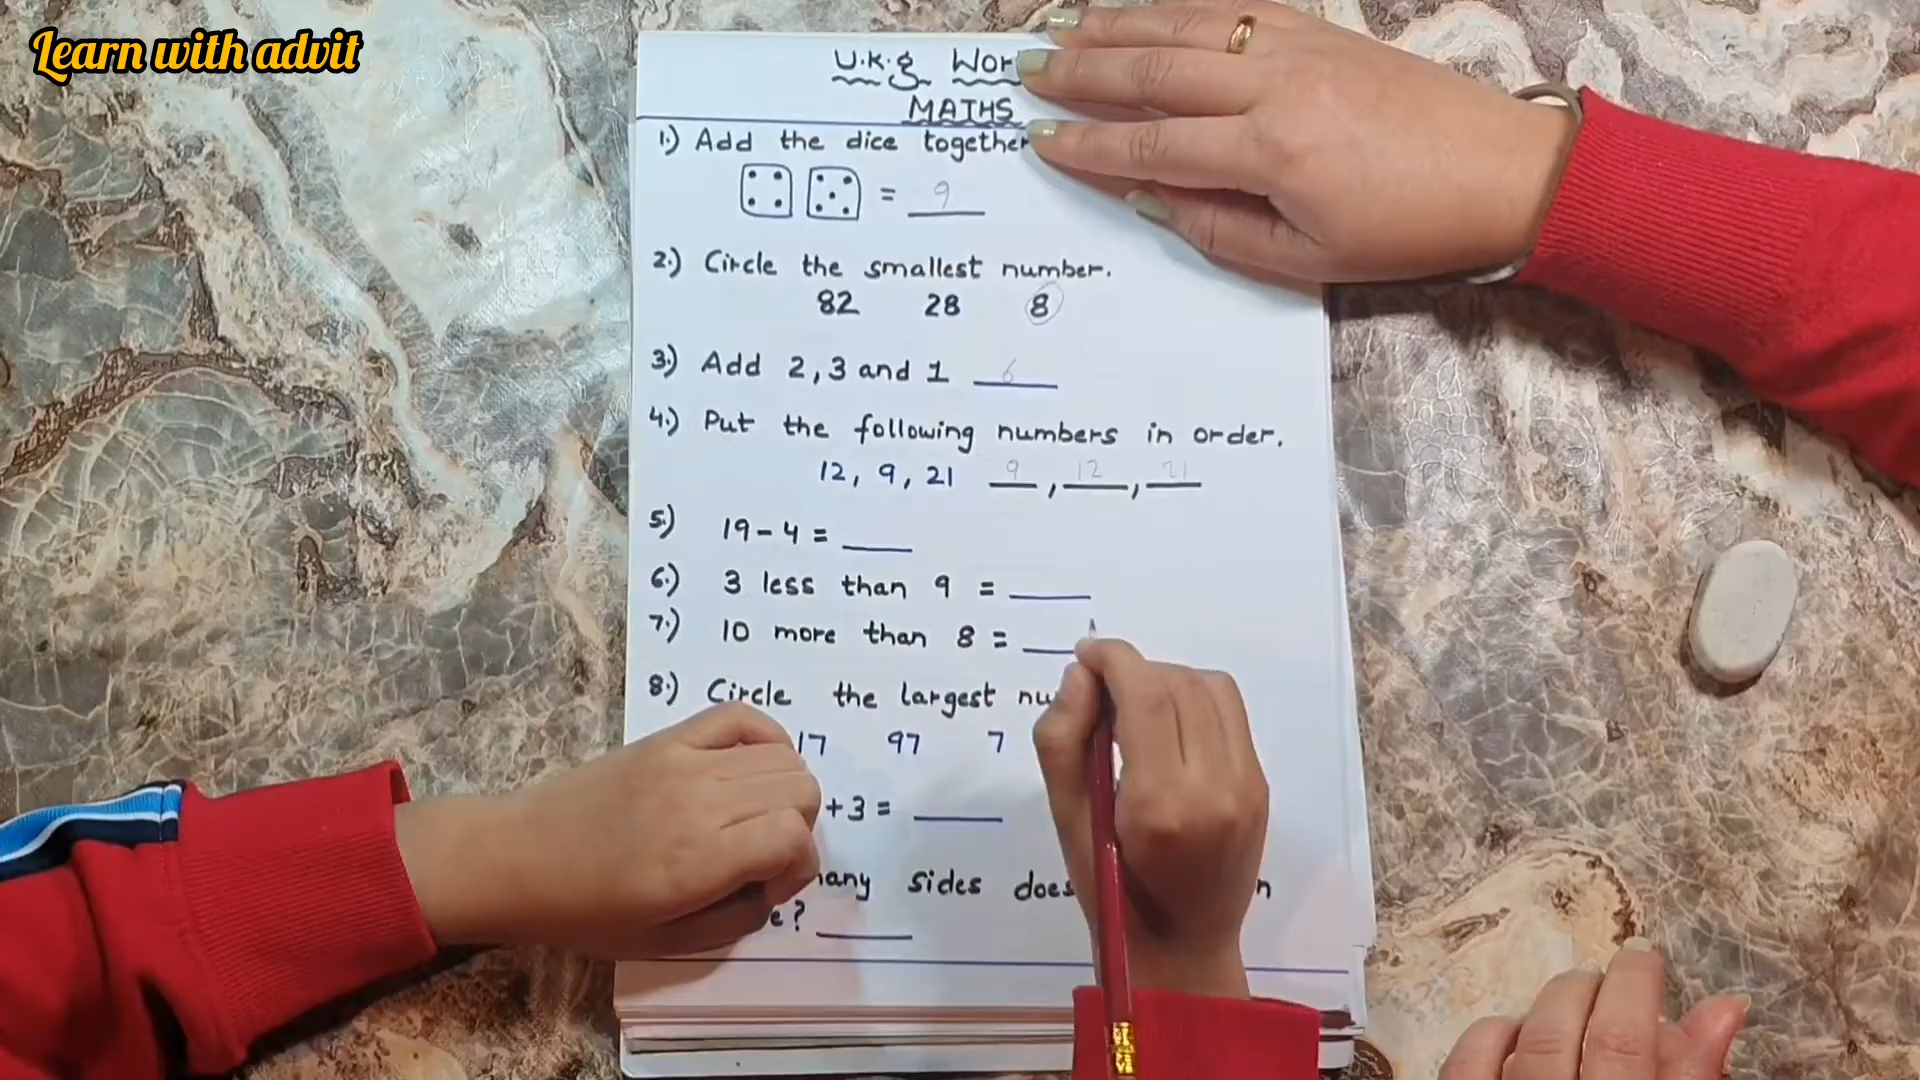 Learn with advit
U.K.g
MATHS
1.) Add the dice together
= 9
2.) Circle the smallest number.
82 28 8
3.) Add 2, 3 and 1 6
4.) Put the following numbers in order.
12, 9, 21 9, 12, 21
5.) 19 - 4 =
6.) 3 less than 9 =
7.) 10 more than 8 =
8.) Circle the largest
17 97 7
+ 3 =
sides